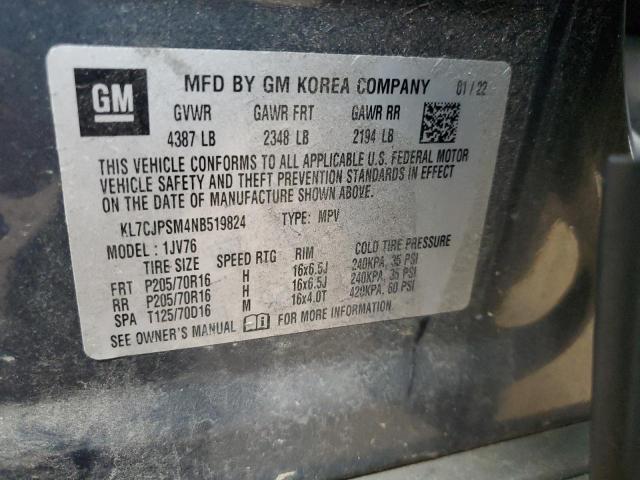 GM MFD BY GM KOREA COMPANY 01/22
GVWR GAWR FRT GAWR RR
4387 LB 2348 LB 2194 LB
THIS VEHICLE CONFORMS TO ALL APPLICABLE U.S. FEDERAL MOTOR
VEHICLE SAFETY AND THEFT PREVENTION STANDARDS IN EFFECT ON
THE DATE OF MANUFACTURE SHOWN ABOVE.
KL7CJPSM4NB519824 TYPE: MPV
MODEL: 1JV76
TIRE SIZE SPEED RTG RIM COLD TIRE PRESSURE
FRT P205/70R16 H 16x6.5J 240KPA, 35 PSI
RR P205/70R16 H 16x6.5J 240KPA, 35 PSI
SPA T125/70D16 M 16x4.0T 420KPA, 60 PSI
SEE OWNER'S MANUAL FOR MORE INFORMATION